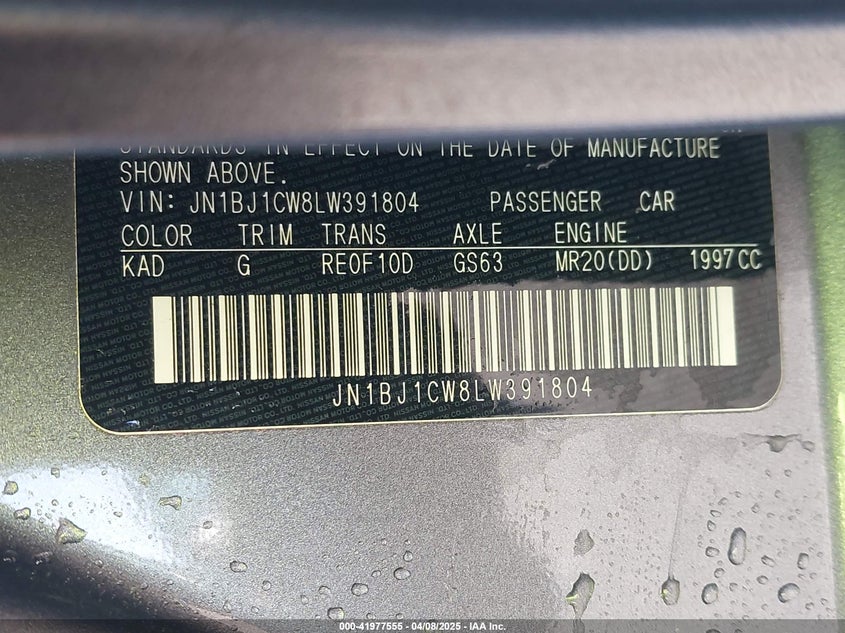 STANDARDS IN EFFECT ON THE DATE OF MANUFACTURE
SHOWN ABOVE.
VIN: JN1BJ1CW8LW391804 PASSENGER CAR
COLOR TRIM TRANS AXLE ENGINE
KAD G RE0F10D GS63 MR20(DD) 1997CC
JN1BJ1CW8LW391804
000-41977555 - 04/08/2025 - IAA Inc.